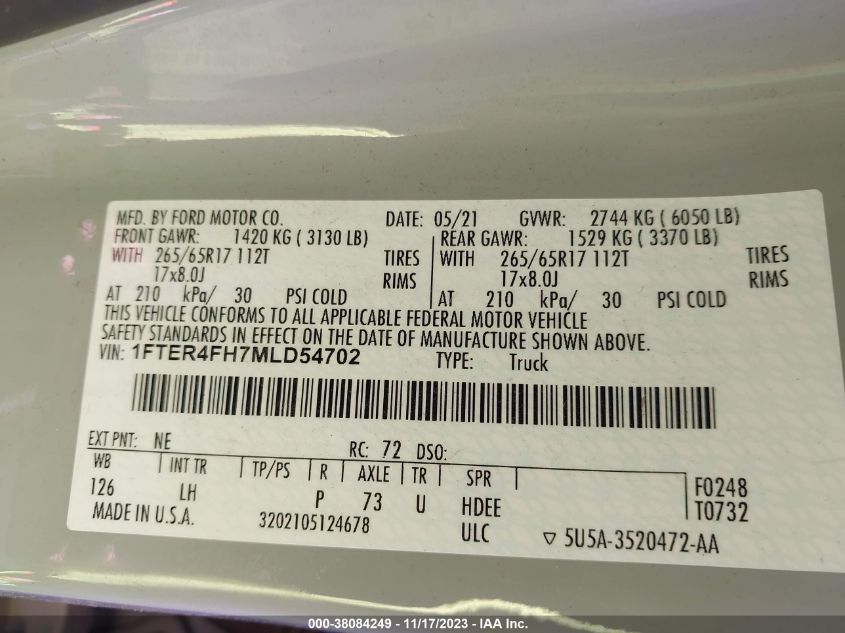 MFD. BY FORD MOTOR CO. DATE: 05/21 GVWR: 2744 KG ( 6050 LB)
FRONT GAWR: 1420 KG ( 3130 LB) REAR GAWR: 1529 KG ( 3370 LB)
WITH 265/65R17 112T TIRES WITH 265/65R17 112T TIRES
17x8.0J RIMS 17x8.0J RIMS
AT 210 kPa/ 30 PSI COLD AT 210 kPa/ 30 PSI COLD
THIS VEHICLE CONFORMS TO ALL APPLICABLE FEDERAL MOTOR VEHICLE
SAFETY STANDARDS IN EFFECT ON THE DATE OF MANUFACTURE SHOWN ABOVE.
VIN: 1FTER4FH7MLD54702 TYPE: Truck
EXT PNT: NE RC: 72 DSO:
WB INT TR TP/PS R AXLE TR SPR
126 LH P 73 U HDEE F0248
T0732
MADE IN U.S.A. 3202105124678 ULC ▽ 5U5A-3520472-AA
000-38084249 - 11/17/2023 - IAA Inc.